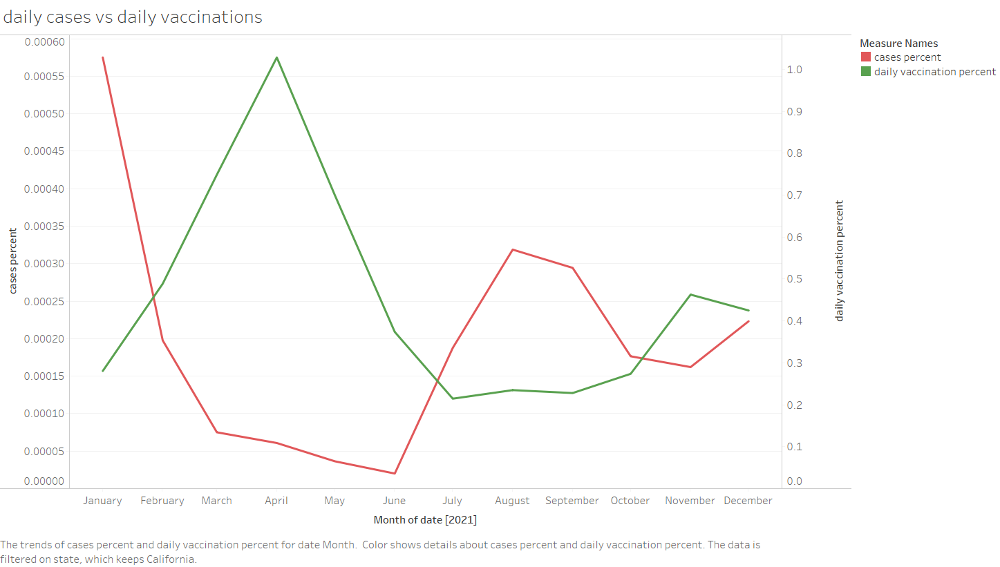 daily cases vs daily vaccinations
Measure Names
cases percent
daily vaccination percent
0.00060
0.00055
0.00050
0.00045
0.00040
0.00035
0.00030
0.00025
0.00020
0.00015
0.00010
0.00005
0.00000
cases percent
1.0
0.9
0.8
0.7
0.6
0.5
0.4
0.3
0.2
0.1
0.0
daily vaccination percent
January February March April May June July August September October November December
Month of date [2021]
The trends of cases percent and daily vaccination percent for date Month. Color shows details about cases percent and daily vaccination percent. The data is
filtered on state, which keeps California.